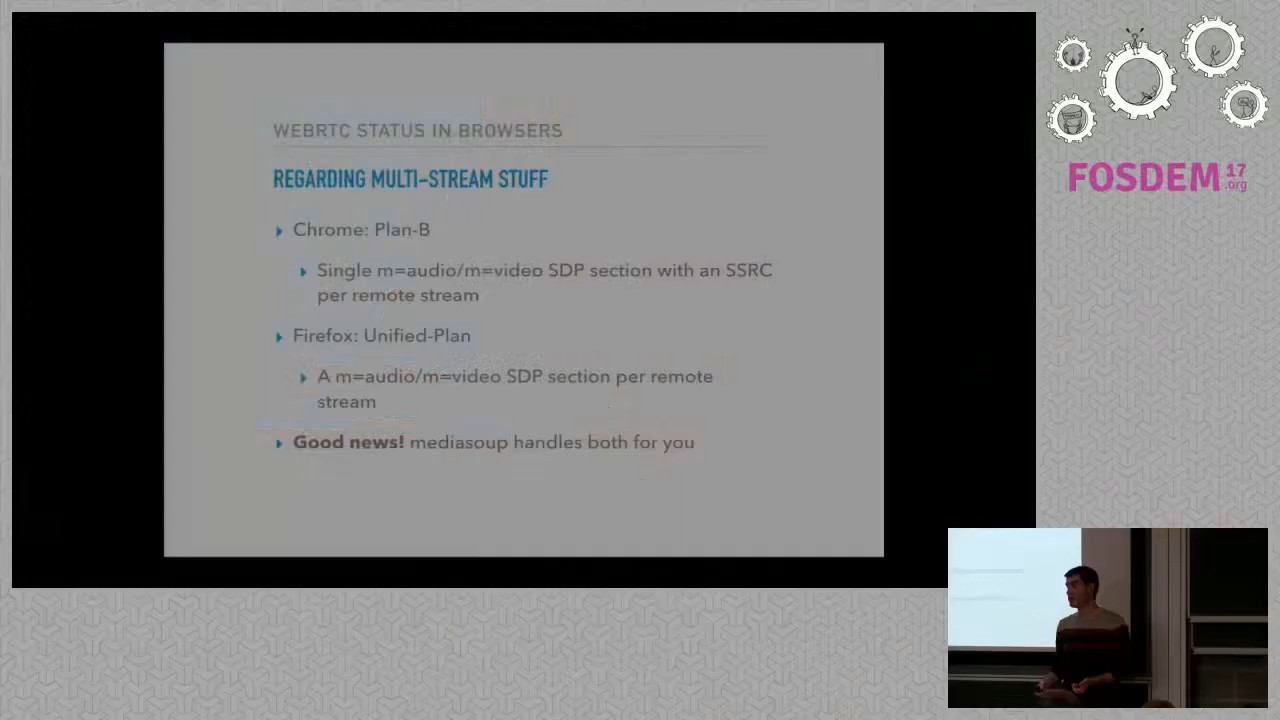 WEBRTC STATUS IN BROWSERS
REGARDING MULTI-STREAM STUFF
Chrome: Plan-B
Single m=audio/m=video SDP section with an SSRC
per remote stream
Firefox: Unified-Plan
A m=audio/m=video SDP section per remote
stream
Good news! mediasoup handles both for you
FOSDEM 17
.org